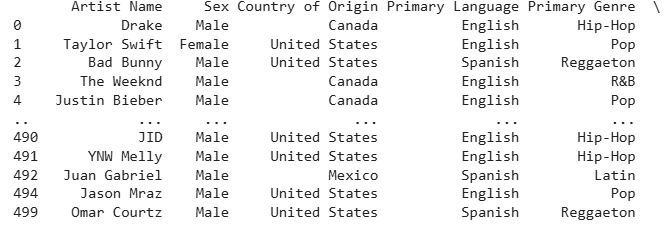 Artist Name Sex Country of Origin Primary Language Primary Genre \
0 Drake Male Canada English Hip-Hop
1 Taylor Swift Female United States English Pop
2 Bad Bunny Male United States Spanish Reggaeton
3 The Weeknd Male Canada English R&B
4 Justin Bieber Male Canada English Pop
.. ... ... ... ... ...
490 JID Male United States English Hip-Hop
491 YNW Melly Male United States English Hip-Hop
492 Juan Gabriel Male Mexico Spanish Latin
494 Jason Mraz Male United States English Pop
499 Omar Courtz Male United States Spanish Reggaeton